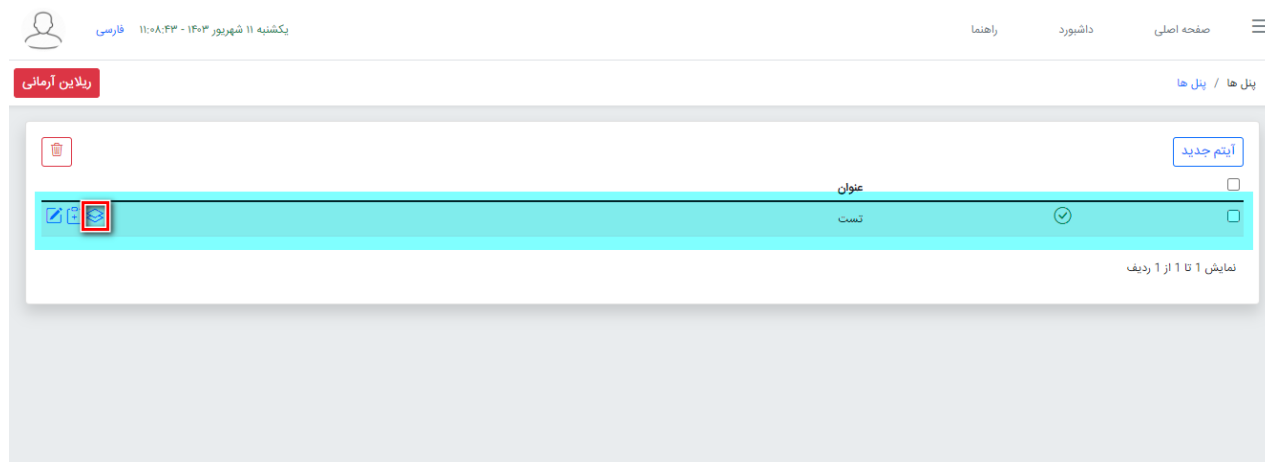 صفحه اصلی داشبورد راهنما یکشنبه ۱۱ شهریور ۱۴۰۳ - ۱۱:۰۸:۴۳ فارسی
پنل ها / پنل ها ریلاین آرمانی
آیتم جدید
عنوان
تست
نمایش 1 تا 1 از 1 ردیف